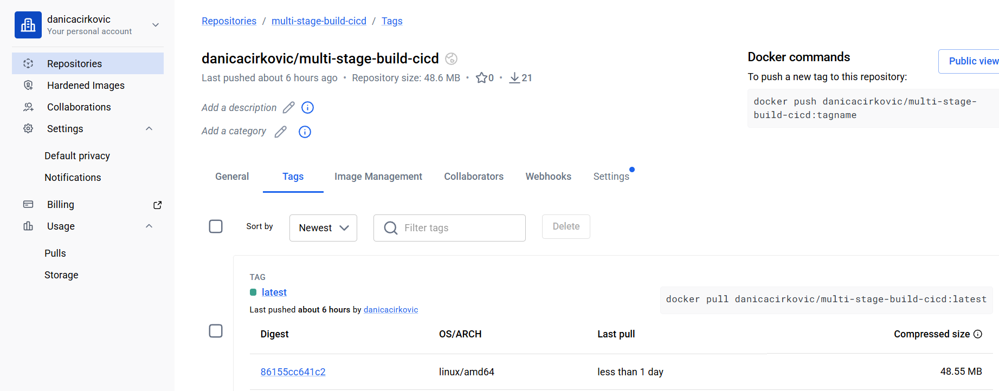 danicacirkovic
Your personal account
Repositories
Hardened Images
Collaborations
Settings
Default privacy
Notifications
Billing
Usage
Pulls
Storage
Repositories / multi-stage-build-cicd / Tags
danicacirkovic/multi-stage-build-cicd
Last pushed about 6 hours ago • Repository size: 48.6 MB • 0 • 21
Add a description
Add a category
Docker commands
Public view
To push a new tag to this repository:
docker push danicacirkovic/multi-stage-
build-cicd:tagname
General Tags Image Management Collaborators Webhooks Settings
Sort by Newest Filter tags Delete
TAG
latest
Last pushed about 6 hours by danicacirkovic
docker pull danicacirkovic/multi-stage-build-cicd:latest
Digest OS/ARCH Last pull Compressed size
86155cc641c2 linux/amd64 less than 1 day 48.55 MB